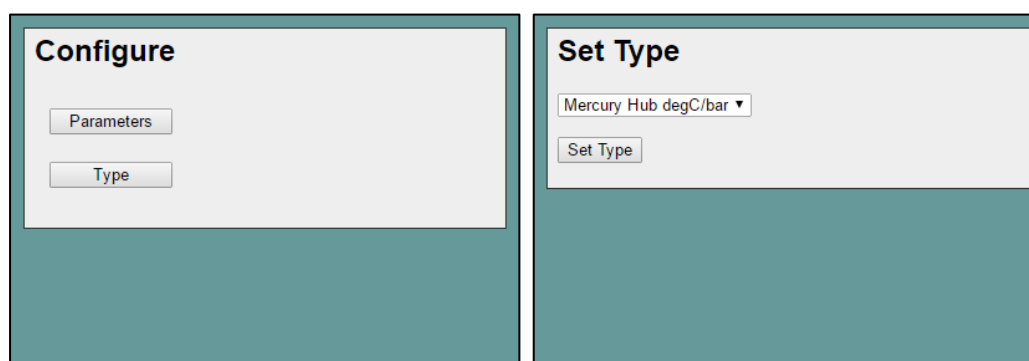 Configure
Parameters
Type
Set Type
Mercury Hub degC/bar
Set Type